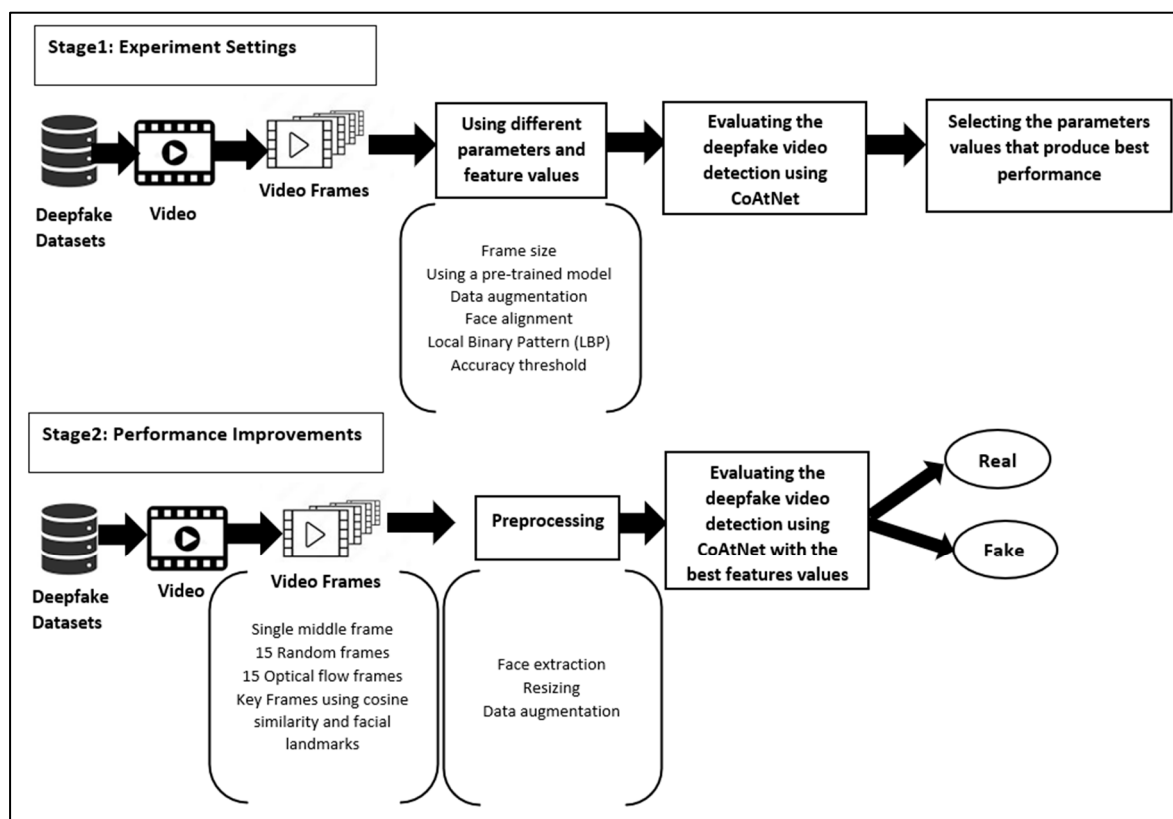 Stage1: Experiment Settings
Deepfake
Datasets
Video
Video Frames
Using different
parameters and
feature values
Evaluating the
deepfake video
detection using
CoAtNet
Selecting the parameters
values that produce best
performance
Frame size
Using a pre-trained model
Data augmentation
Face alignment
Local Binary Pattern (LBP)
Accuracy threshold
Stage2: Performance Improvements
Deepfake
Datasets
Video
Video Frames
Preprocessing
Evaluating the
deepfake video
detection using
CoAtNet with the
best features values
Real
Fake
Single middle frame
15 Random frames
15 Optical flow frames
Key Frames using cosine
similarity and facial
landmarks
Face extraction
Resizing
Data augmentation